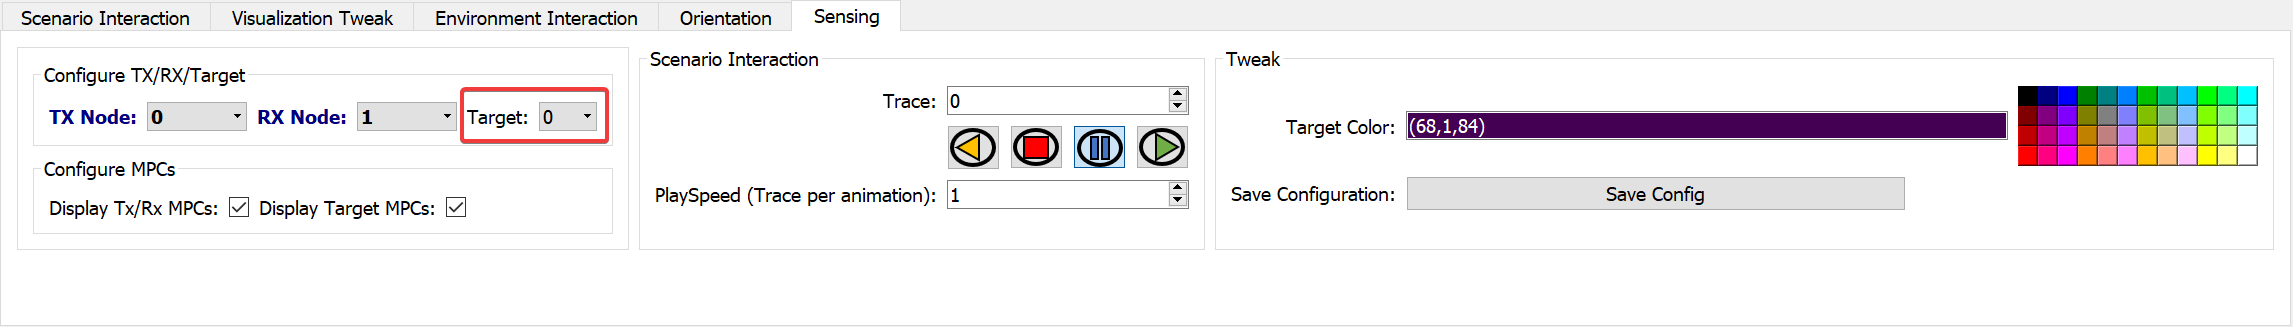 Scenario Interaction Visualization Tweak Environment Interaction Orientation Sensing
Configure TX/RX/Target
TX Node: 0 RX Node: 1 Target: 0
Configure MPCs
Display Tx/Rx MPCs: Display Target MPCs:
Scenario Interaction
Trace: 0
PlaySpeed (Trace per animation): 1
Tweak
Target Color: (68,1,84)
Save Configuration: Save Config